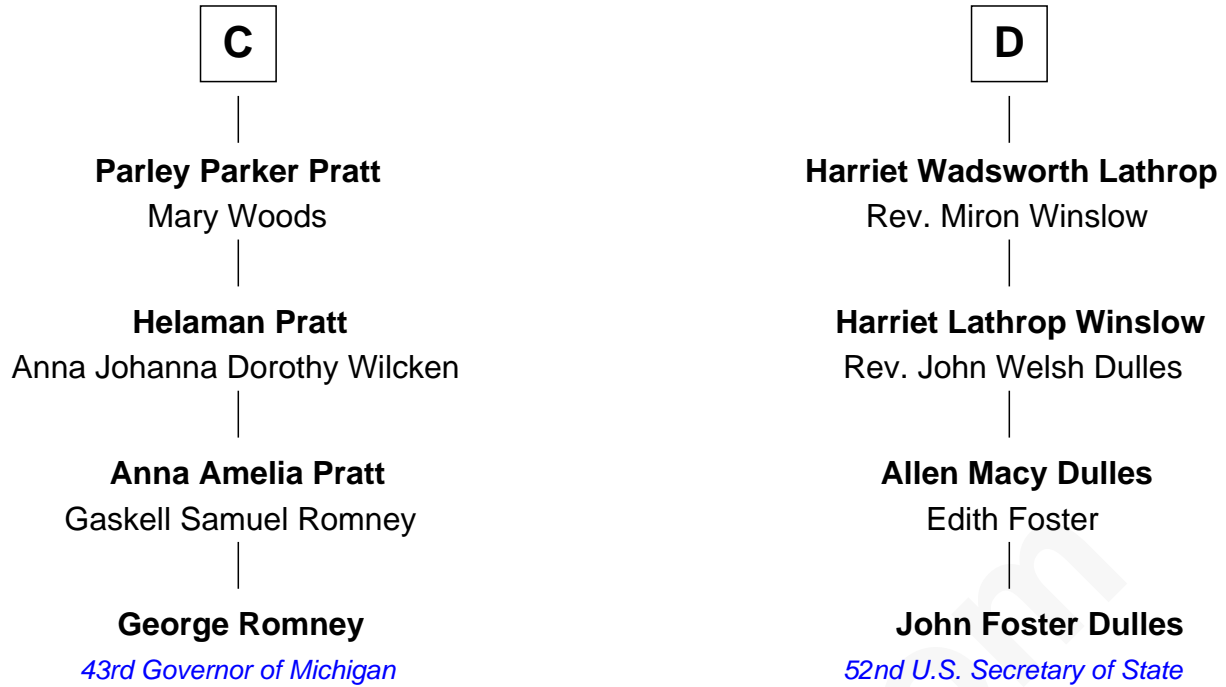 C
Parley Parker Pratt
Mary Woods
Helaman Pratt
Anna Johanna Dorothy Wilcken
Anna Amelia Pratt
Gaskell Samuel Romney
George Romney
43rd Governor of Michigan
D
Harriet Wadsworth Lathrop
Rev. Miron Winslow
Harriet Lathrop Winslow
Rev. John Welsh Dulles
Allen Macy Dulles
Edith Foster
John Foster Dulles
52nd U.S. Secretary of State